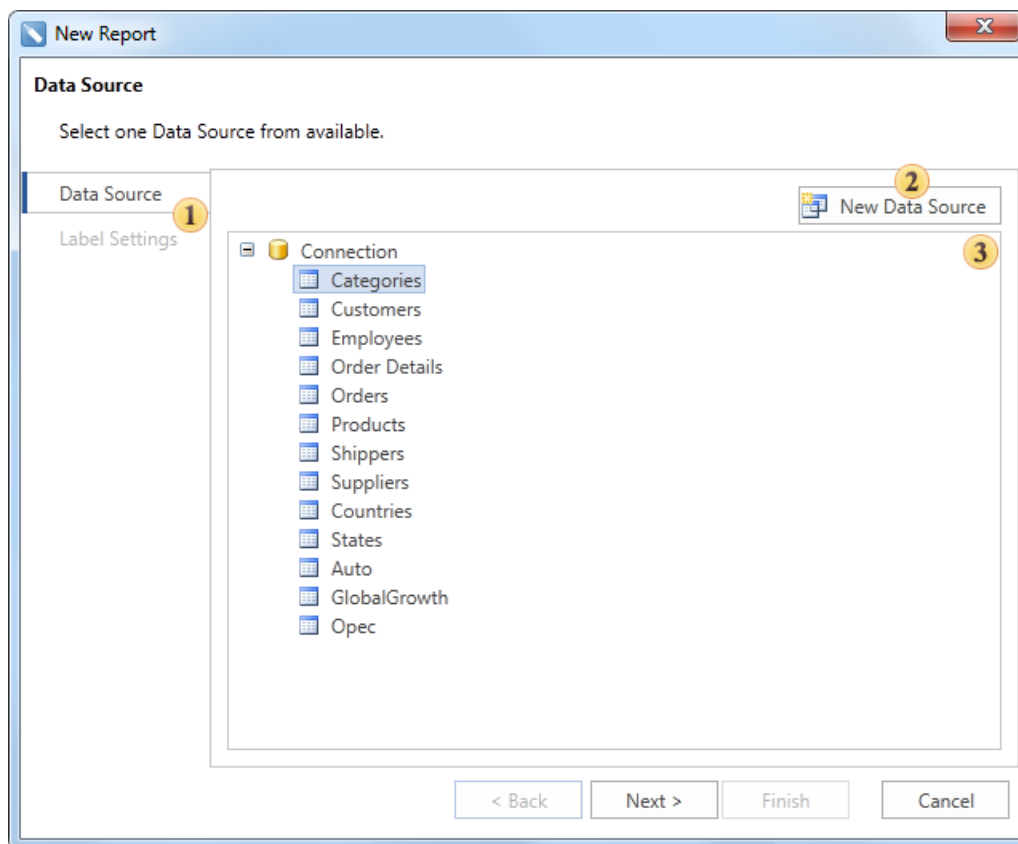 New Report
Data Source
Select one Data Source from available.
Data Source
1
Label Settings
2
New Data Source
3
Connection
Categories
Customers
Employees
Order Details
Orders
Products
Shippers
Suppliers
Countries
States
Auto
GlobalGrowth
Opec
< Back Next > Finish Cancel